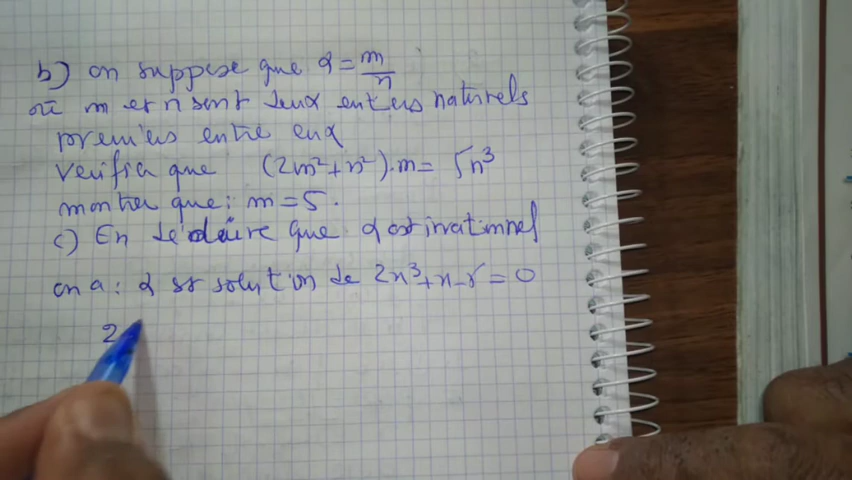 b) on suppose que α = m/n
où m et n sont deux entiers naturels
premiers entre eux
vérifier que (2m²+n²).m = 5n³
montrer que : m = 5.
c) En déduire que α est irrationnel
on a : α est solution de 2x³+x-5=0
2